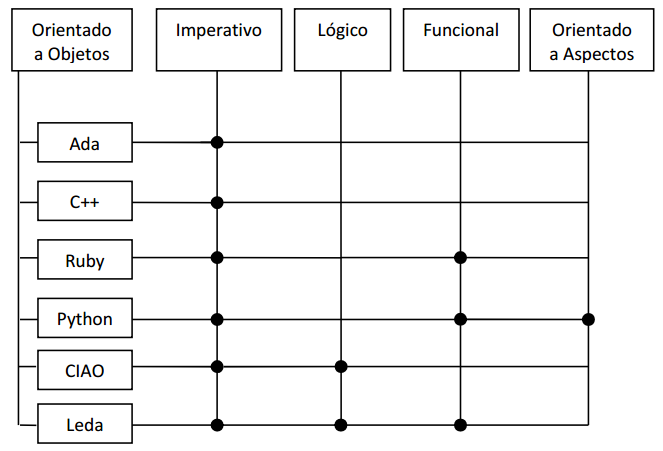 Orientado
a Objetos
Imperativo
Lógico
Funcional
Orientado
a Aspectos
Ada
C++
Ruby
Python
CIAO
Leda